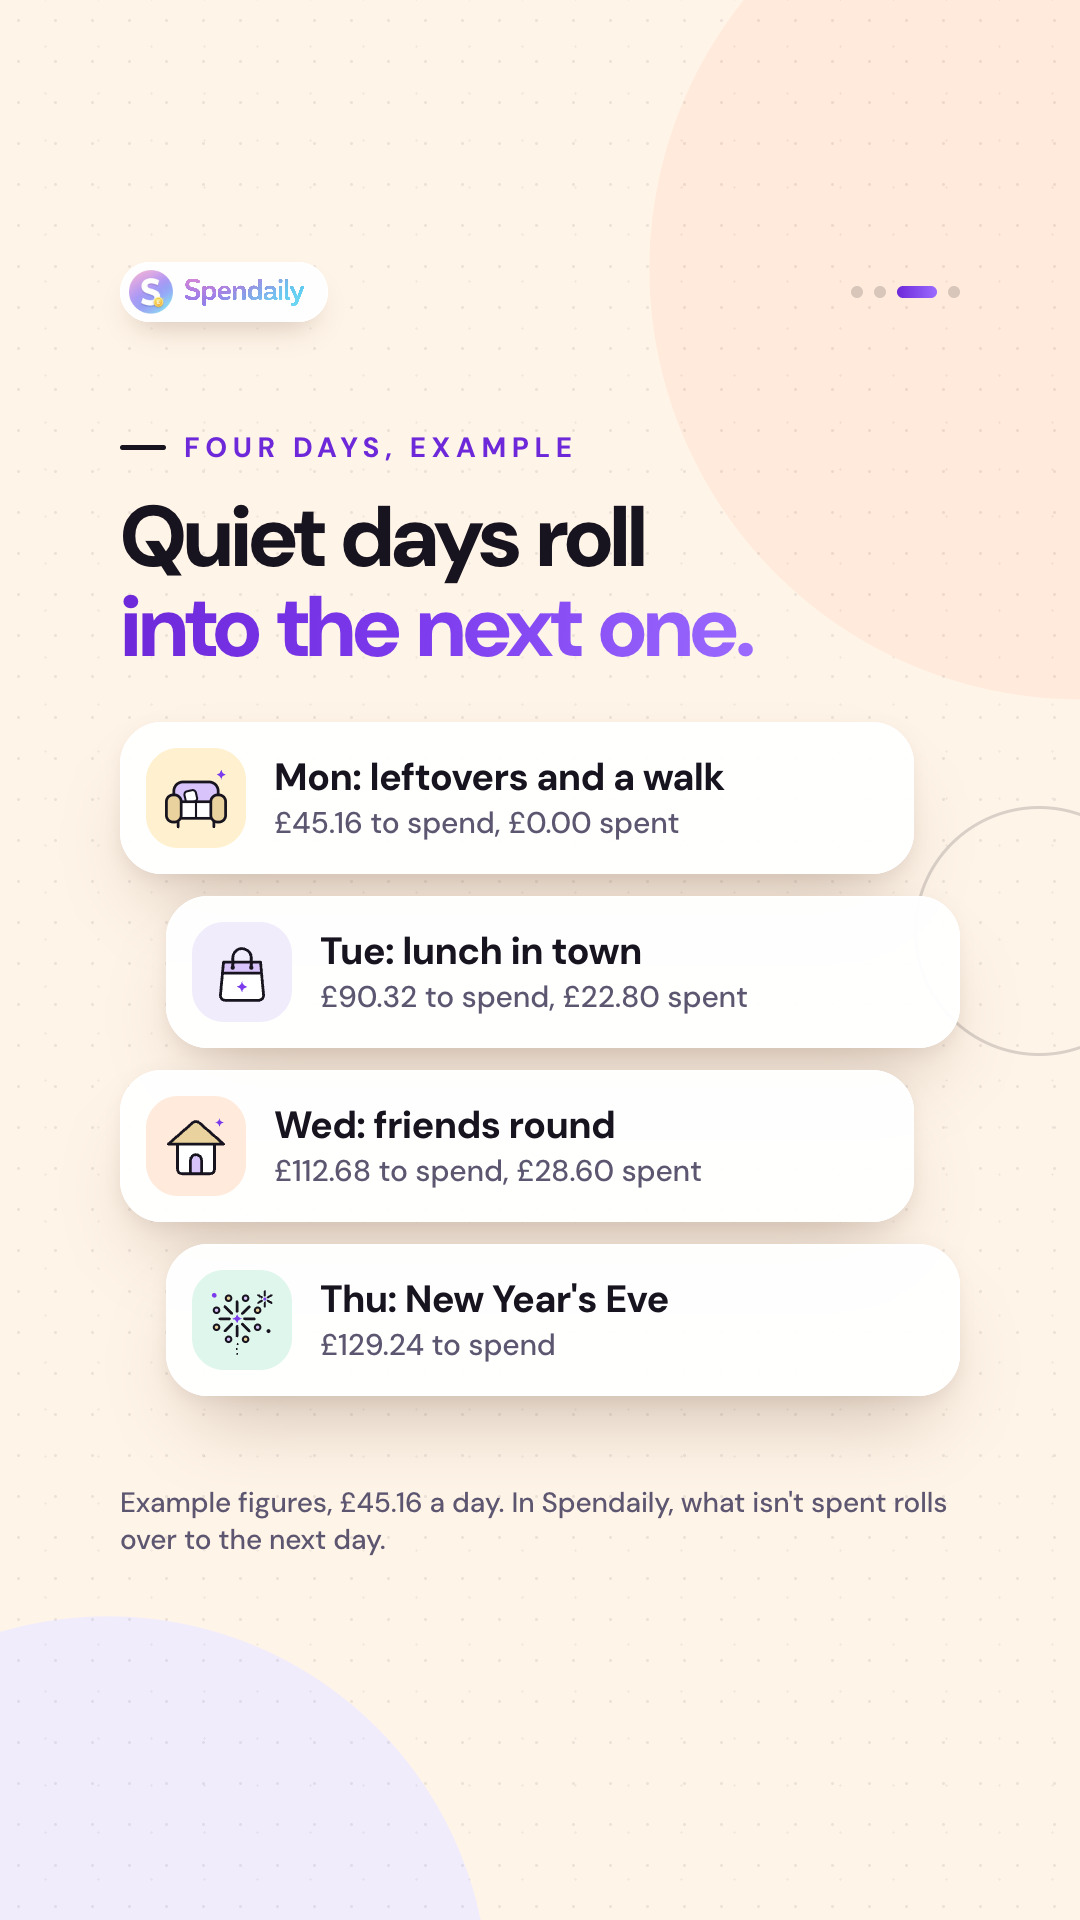 Spendaily
FOUR DAYS, EXAMPLE
Quiet days roll
into the next one.
Mon: leftovers and a walk
£45.16 to spend, £0.00 spent
Tue: lunch in town
£90.32 to spend, £22.80 spent
Wed: friends round
£112.68 to spend, £28.60 spent
Thu: New Year's Eve
£129.24 to spend
Example figures, £45.16 a day. In Spendaily, what isn't spent rolls
over to the next day.